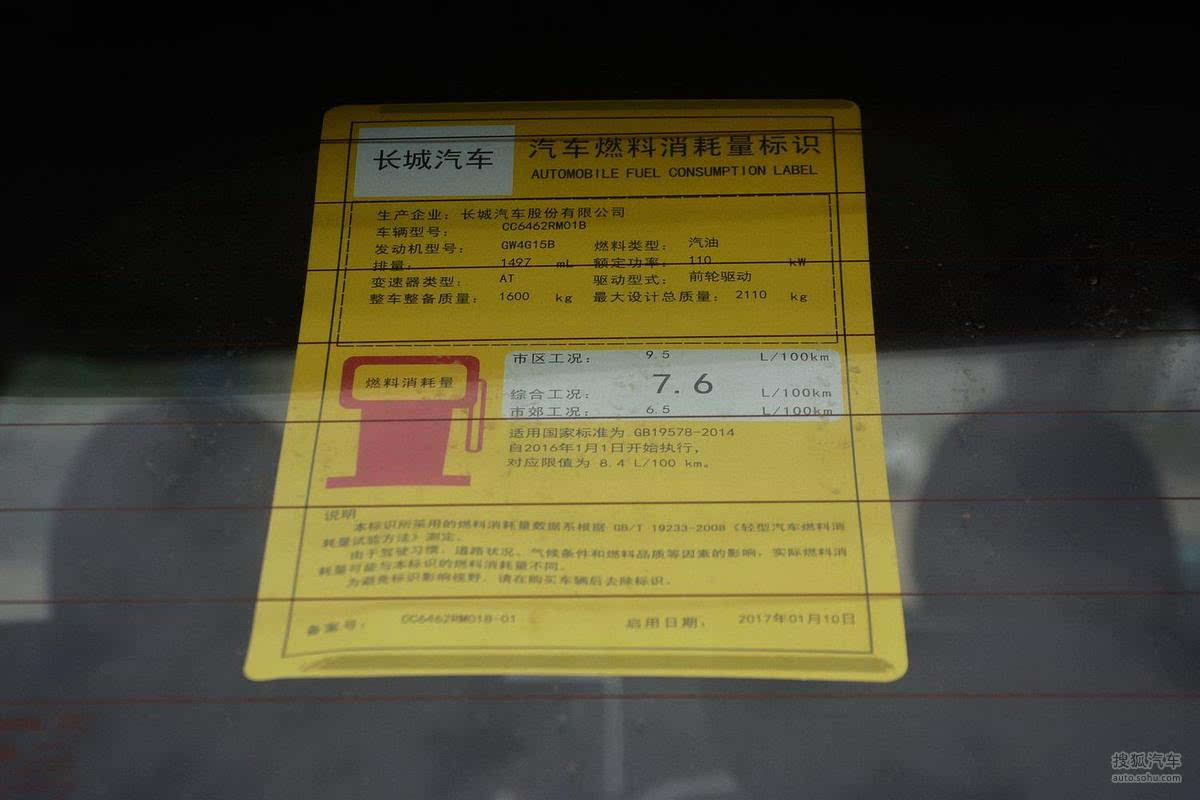 长城汽车
汽车燃料消耗量标识
AUTOMOBILE FUEL CONSUMPTION LABEL
生产企业: 长城汽车股份有限公司
车辆型号: CC6462RM01B
发动机型号: GW4G15B 燃料类型: 汽油
排量: 1497 mL 额定功率: 110 kW
变速器类型: AT 驱动型式: 前轮驱动
整车整备质量: 1600 kg 最大设计总质量: 2110 kg
燃料消耗量
市区工况: 9.5 L/100km
综合工况: 7.6 L/100km
市郊工况: 6.5 L/100km
适用国家标准为 GB19578-2014
自2016年1月1日开始执行,
对应限值为 8.4 L/100 km。
说明
本标识所采用的燃料消耗量数据系根据 GB/T 19233-2008《轻型汽车燃料消
耗量试验方法》测定。
由于驾驶习惯、道路状况、气候条件和燃料品质等因素的影响,实际燃料消
耗量可能与本标识的燃料消耗量不同。
为避免标识影响视野,请在购买车辆后去除标识。
备案号: CC6462RM01B-01 启用日期: 2017年01月10日
搜狐汽车
auto.sohu.com